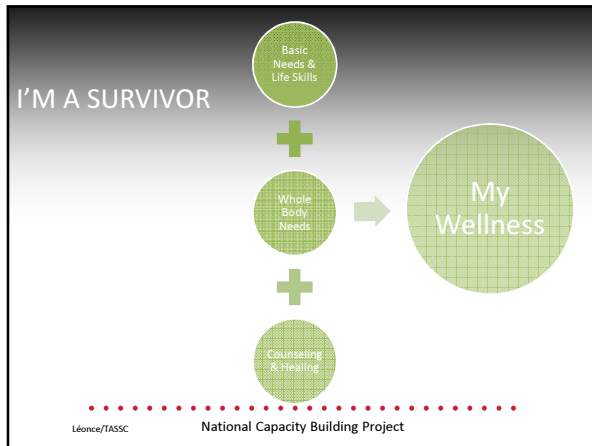 I'M A SURVIVOR
Basic
Needs &
Life Skills
Whole
Body
Needs
Counseling
& Healing
My
Wellness
Léonce/TASSC
National Capacity Building Project